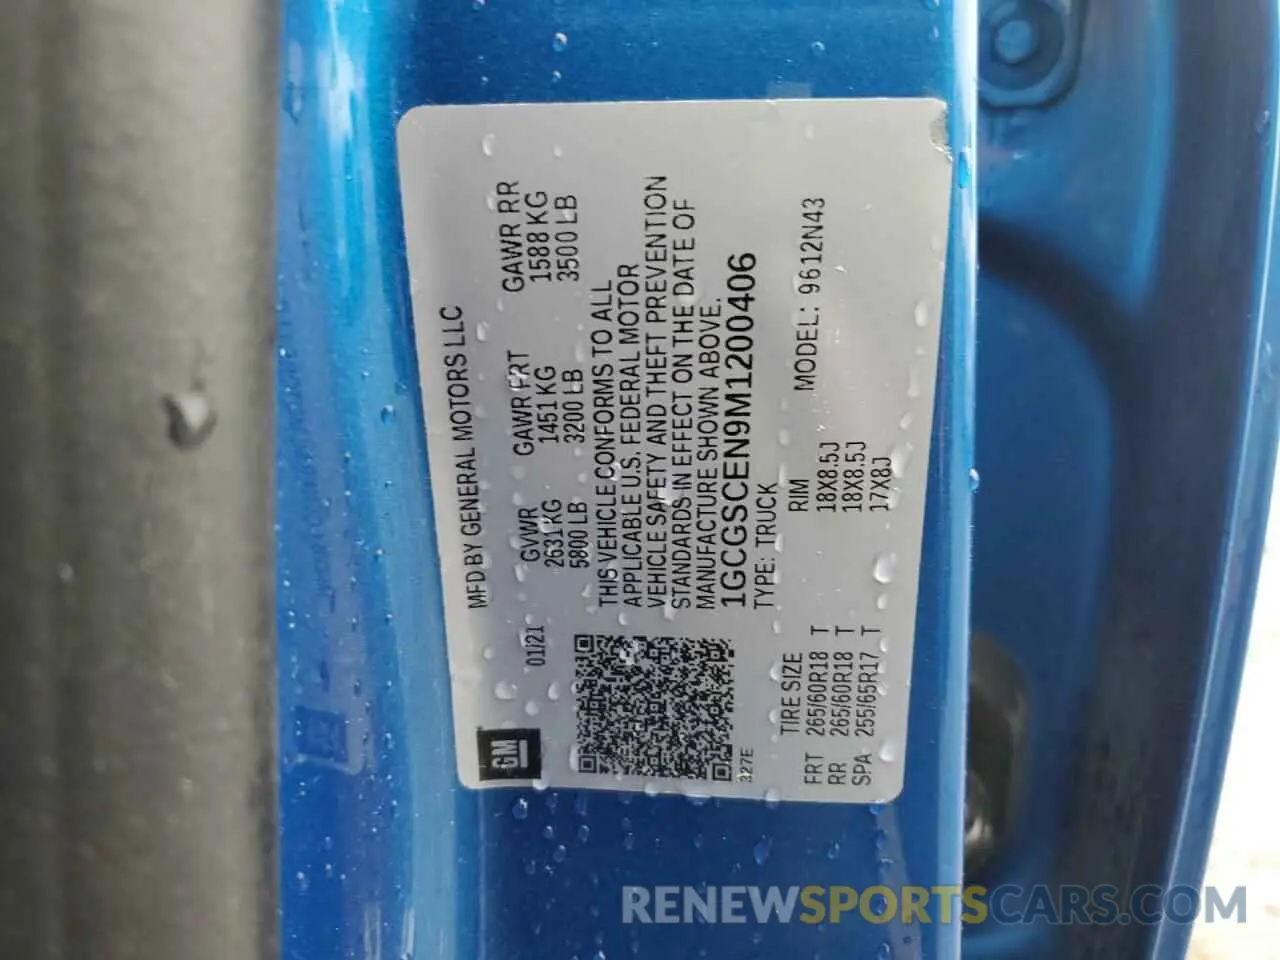 MFD BY GENERAL MOTORS LLC
GM
01/21
GVWR
2631 KG
5800 LB
GAWR FRT
1451 KG
3200 LB
GAWR RR
1588 KG
3500 LB
THIS VEHICLE CONFORMS TO ALL
APPLICABLE U.S. FEDERAL MOTOR
VEHICLE SAFETY AND THEFT PREVENTION
STANDARDS IN EFFECT ON THE DATE OF
MANUFACTURE SHOWN ABOVE.
1GCGSCEN9M1200406
TYPE: TRUCK
327E
MODEL: 9612N43
TIRE SIZE RIM
FRT 265/60R18 T 18X8.5J
RR 265/60R18 T 18X8.5J
SPA 255/65R17 T 17X8J
RENEWSPORTSCARS.COM